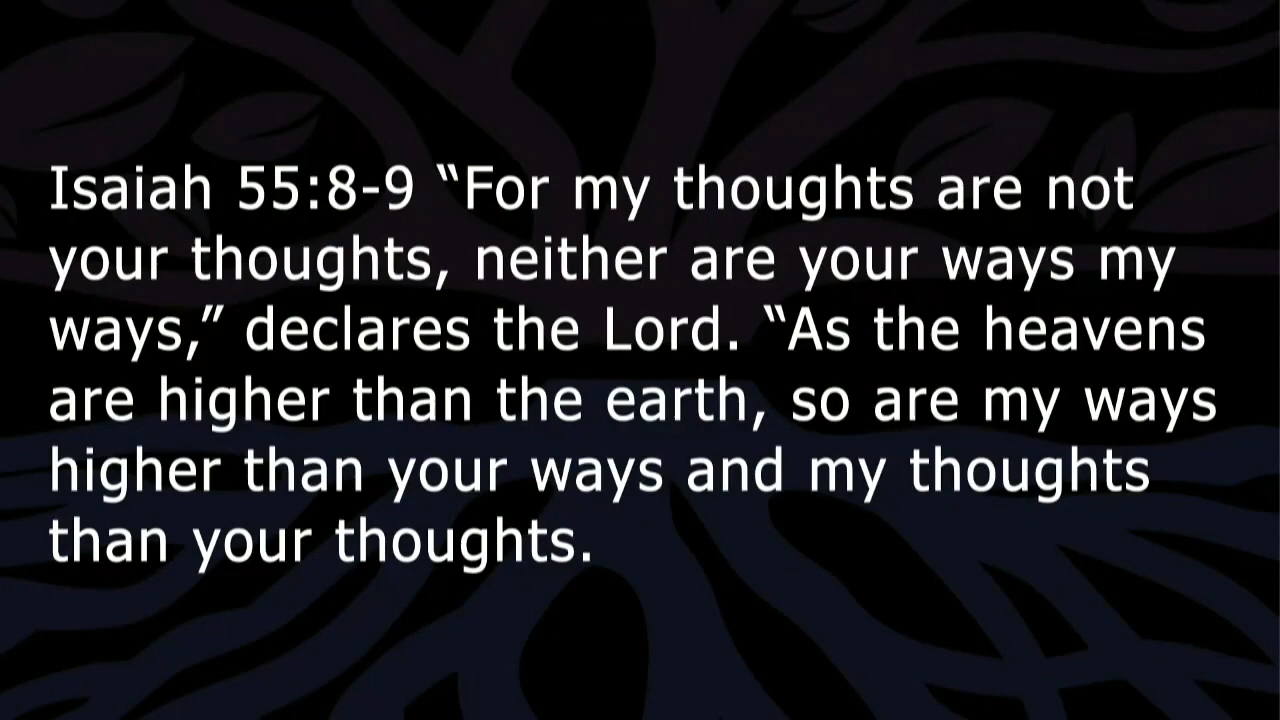 Isaiah 55:8-9 “For my thoughts are not
your thoughts, neither are your ways my
ways,” declares the Lord. “As the heavens
are higher than the earth, so are my ways
higher than your ways and my thoughts
than your thoughts.